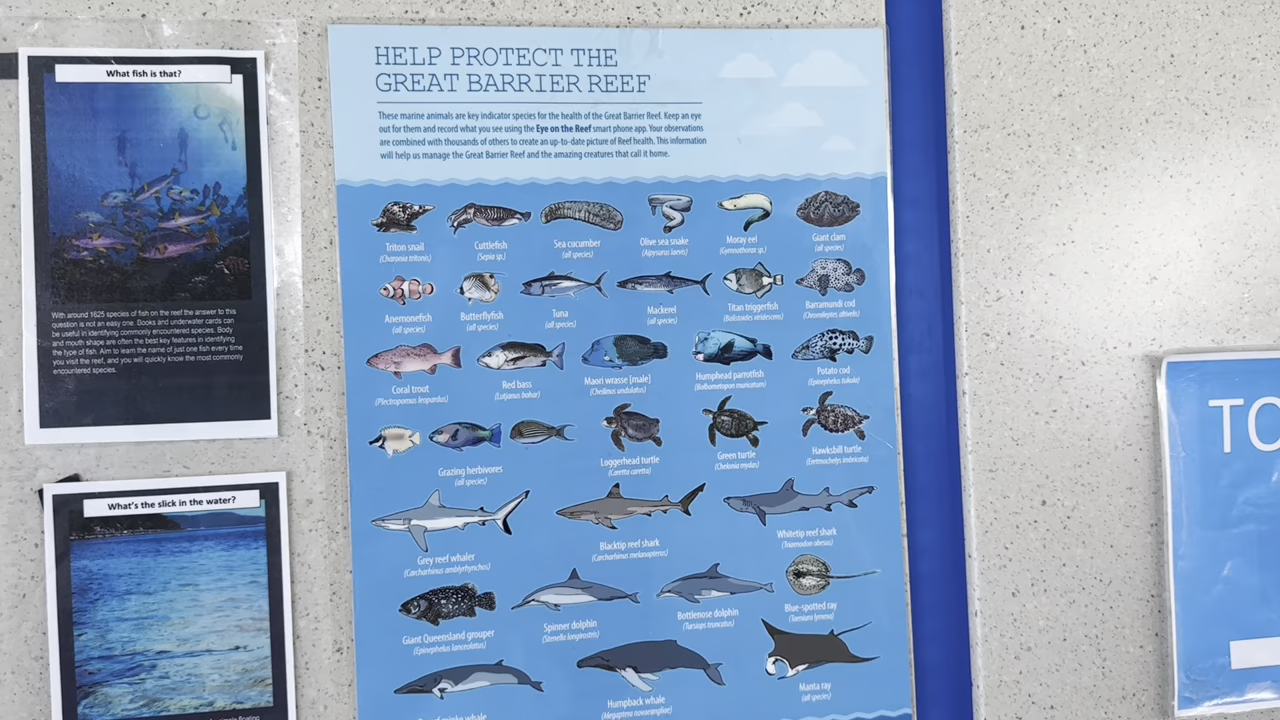 What fish is that?
With around 1625 species of fish on the reef the answer to this
question is not an easy one. Books and underwater cards can
be useful in identifying commonly encountered species. Body
and mouth shape are often the best key features in identifying
the type of fish. Aim to learn the name of just one fish every time
you visit the reef, and you will quickly know the most commonly
encountered species.
What's the slick in the water?
HELP PROTECT THE
GREAT BARRIER REEF
These marine animals are key indicator species for the health of the Great Barrier Reef. Keep an eye
out for them and record what you see using the Eye on the Reef smart phone app. Your observations
are combined with thousands of others to create an up-to-date picture of Reef health. This information
will help us manage the Great Barrier Reef and the amazing creatures that call it home.
Triton snail
(Charonia tritonis)
Cuttlefish
(Sepia sp.)
Sea cucumber
(all species)
Olive sea snake
(Aipysurus laevis)
Moray eel
(Gymnothorax sp.)
Giant clam
(all species)
Anemonefish
(all species)
Butterflyfish
(all species)
Tuna
(all species)
Mackerel
(all species)
Titan triggerfish
(Balistoides viridescens)
Barramundi cod
(Chromileptes altivelis)
Coral trout
(Plectropomus leopardus)
Red bass
(Lutjanus bohar)
Maori wrasse [male]
(Cheilinus undulatus)
Humphead parrotfish
(Bolbometopon muricatum)
Potato cod
(Epinephelus tukula)
Grazing herbivores
(all species)
Loggerhead turtle
(Caretta caretta)
Green turtle
(Chelonia mydas)
Hawksbill turtle
(Eretmochelys imbricata)
Grey reef whaler
(Carcharhinus amblyrhynchos)
Blacktip reef shark
(Carcharhinus melanopterus)
Whitetip reef shark
(Triaenodon obesus)
Giant Queensland grouper
(Epinephelus lanceolatus)
Spinner dolphin
(Stenella longirostris)
Bottlenose dolphin
(Tursiops truncatus)
Blue-spotted ray
(Taeniura lymma)
minke whale
Humpback whale
(Megaptera novaeangliae)
Manta ray
(all species)
TO